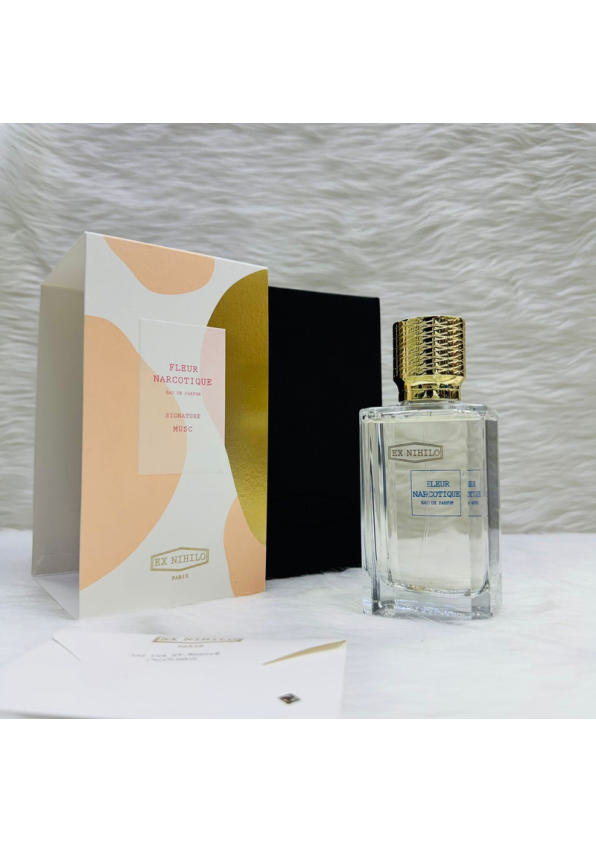 FLEUR
NARCOTIQUE
EAU DE PARFUM
SIGNATURE
MUSC
EX NIHILO
PARIS
EX NIHILO
FLEUR
NARCOTIQUE
EAU DE PARFUM
EX NIHILO
PARIS